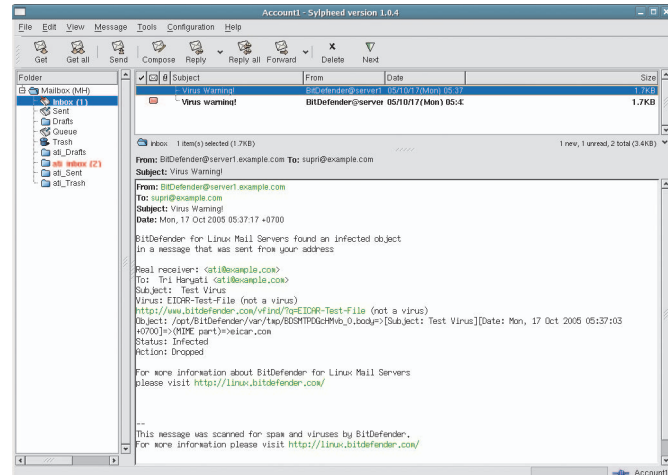 Account1 - Sylpheed version 1.0.4
File Edit View Message Tools Configuration Help
Get Get all Send Compose Reply Reply all Forward Delete Next
Folder
Mailbox (MH)
Inbox (1)
Sent
Drafts
Queue
Trash
ati_Drafts
ati_inbox (2)
ati_Sent
ati_Trash
Subject From Date Size
Virus Warning! BitDefender@server1 05/10/17(Mon) 05:37 1.7KB
Virus warning! BitDefender@server 05/10/17(Mon) 05:4 1.7KB
inbox 1 item(s) selected (1.7KB) 1 new, 1 unread, 2 total (3.4KB)
From: BitDefender@server1.example.com To: supri@example.com
Subject: Virus Warning!
From: BitDefender@server1.example.com
To: supri@example.com
Subject: Virus Warning!
Date: Mon, 17 Oct 2005 05:37:17 +0700
BitDefender for Linux Mail Servers found an infected object
in a message that was sent from your address
Real receiver: <ati@example.com>
To: Tri Haryati <ati@example.com>
Subject: Test Virus
Virus: EICAR-Test-File (not a virus)
http://www.bitdefender.com/vfind/?q=EICAR-Test-File (not a virus)
Object: /opt/BitDefender/var/tmp/BDSMTPDGcHMvb_0.body=>[Subject: Test Virus][Date: Mon, 17 Oct 2005 05:37:03
+0700]=>(MIME part)=>eicar.com
Status: Infected
Action: Dropped
For more information about BitDefender for Linux Mail Servers
please visit http://linux.bitdefender.com/
--
This message was scanned for spam and viruses by BitDefender.
For more information please visit http://linux.bitdefender.com/
Account1